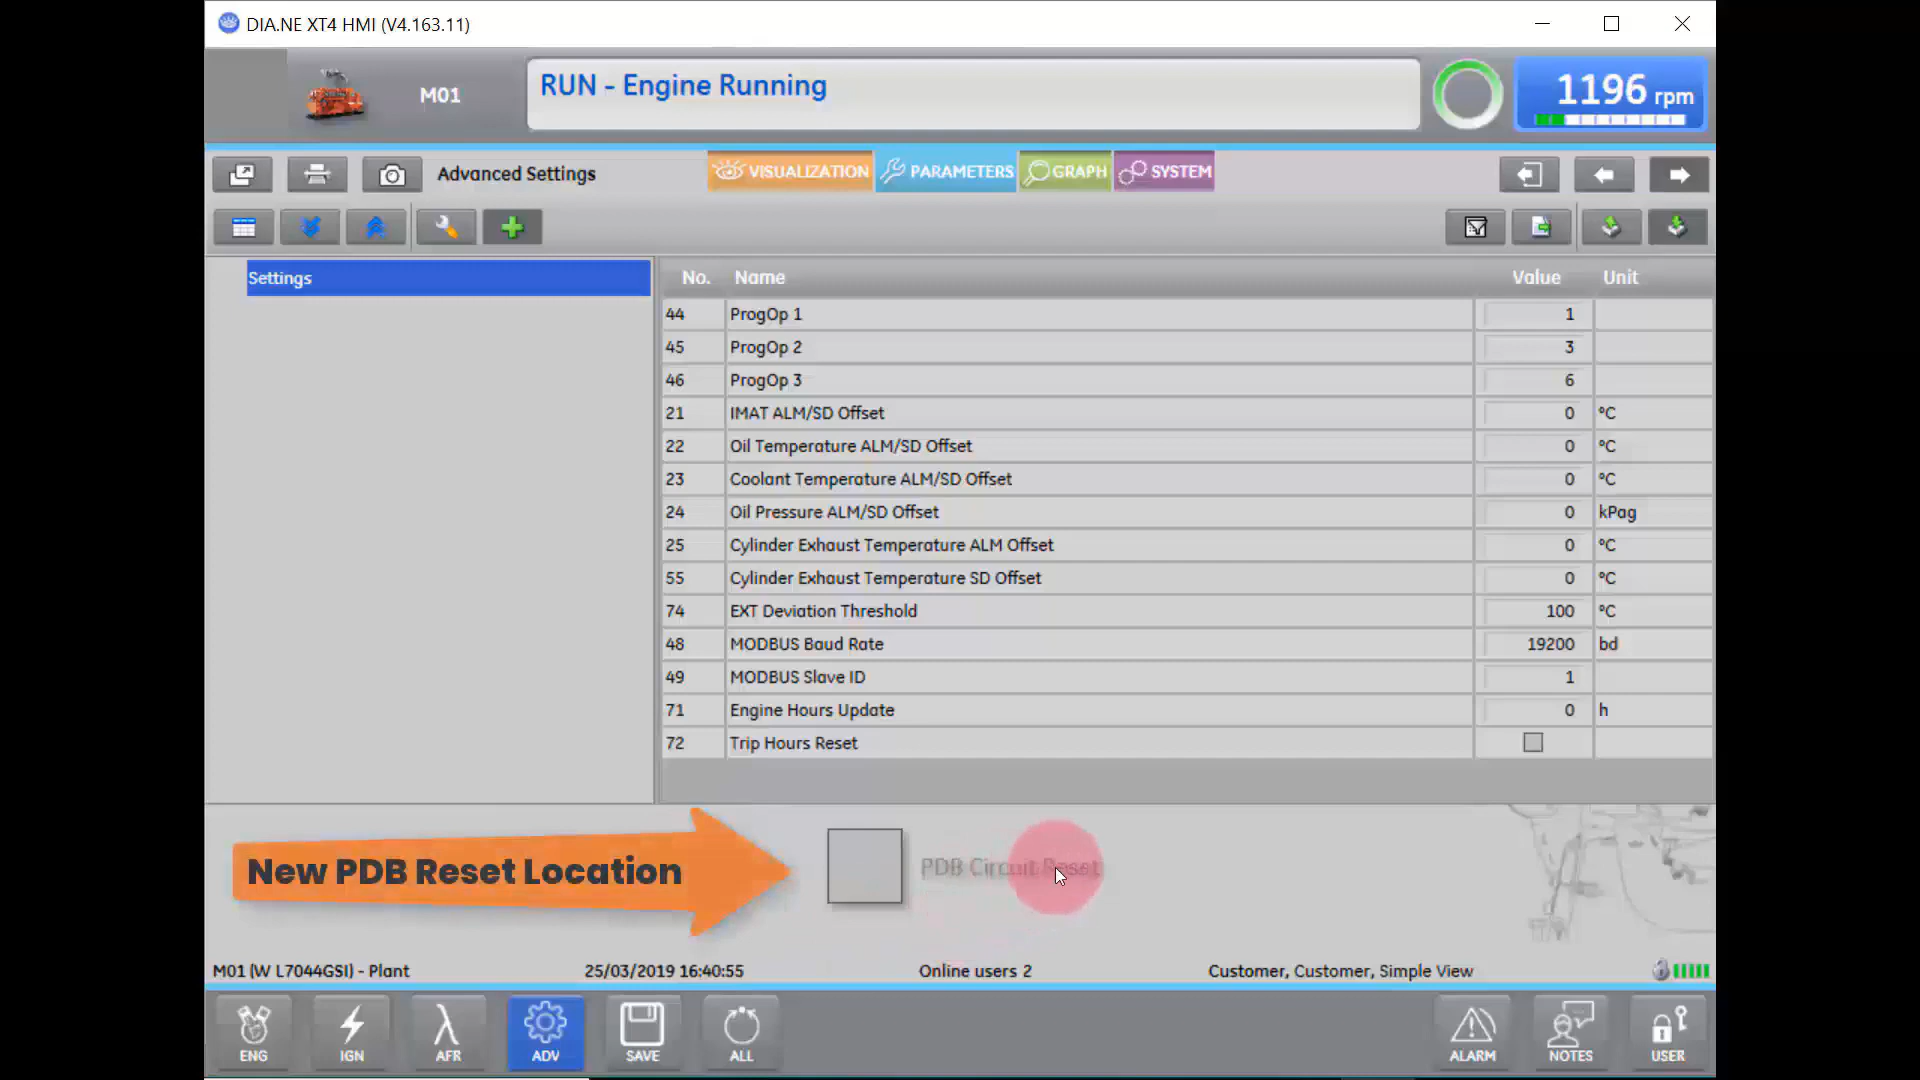 DIA.NE XT4 HMI (V4.163.11)
M01
RUN - Engine Running
1196 rpm
Advanced Settings
VISUALIZATION
PARAMETERS
GRAPH
SYSTEM
Settings
No. Name Value Unit
44 ProgOp 1 1
45 ProgOp 2 3
46 ProgOp 3 6
21 IMAT ALM/SD Offset 0 °C
22 Oil Temperature ALM/SD Offset 0 °C
23 Coolant Temperature ALM/SD Offset 0 °C
24 Oil Pressure ALM/SD Offset 0 kPag
25 Cylinder Exhaust Temperature ALM Offset 0 °C
55 Cylinder Exhaust Temperature SD Offset 0 °C
74 EXT Deviation Threshold 100 °C
48 MODBUS Baud Rate 19200 bd
49 MODBUS Slave ID 1
71 Engine Hours Update 0 h
72 Trip Hours Reset
New PDB Reset Location
PDB Circuit Reset
M01 (W L7044GSI) - Plant 25/03/2019 16:40:55 Online users 2 Customer, Customer, Simple View
ENG IGN AFR ADV SAVE ALL ALARM NOTES USER